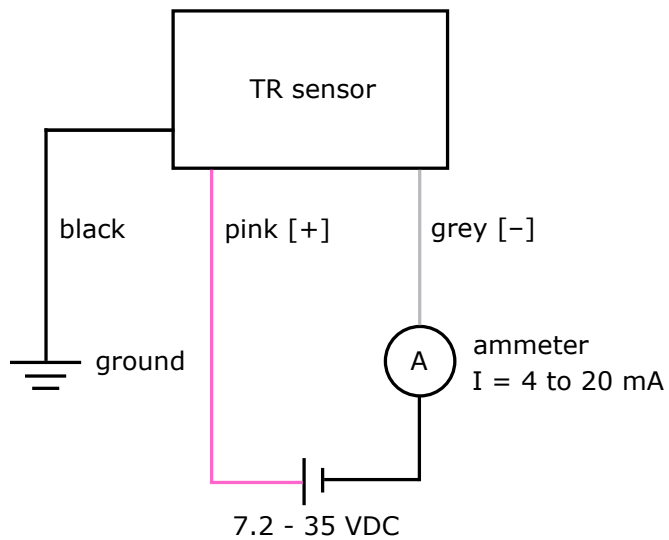 TR sensor
black
pink [+]
grey [–]
ground
A
ammeter
I = 4 to 20 mA
7.2 - 35 VDC